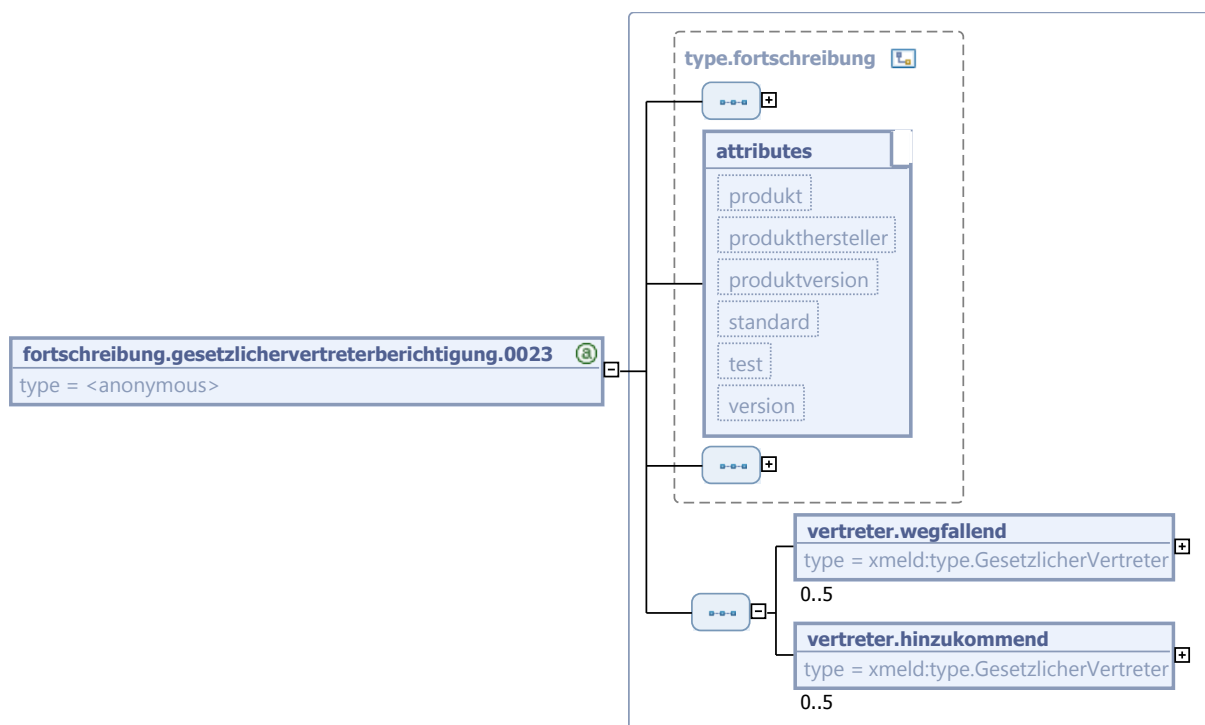 type.fortschreibung
attributes
produkt
produkthersteller
produktversion
standard
test
version
fortschreibung.gesetzlichervertreterberichtigung.0023 a
type = <anonymous>
vertreter.wegfallend
type = xmeld:type.GesetzlicherVertreter
0..5
vertreter.hinzukommend
type = xmeld:type.GesetzlicherVertreter
0..5